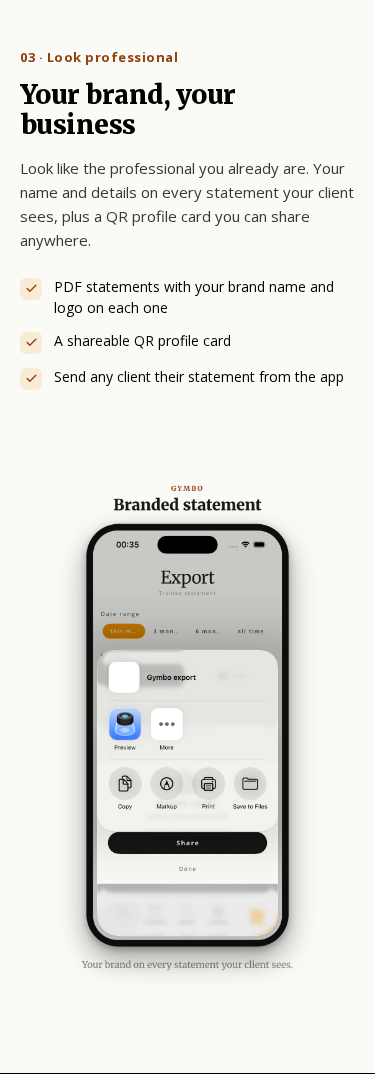 03 · Look professional
Your brand, your
business
Look like the professional you already are. Your
name and details on every statement your client
sees, plus a QR profile card you can share
anywhere.
PDF statements with your brand name and
logo on each one
A shareable QR profile card
Send any client their statement from the app
GYMBO
Branded statement
00:35
Export
Trainee statement
Date range
this m… 3 mon… 6 mon… all time
Gymbo export
Preview More
Copy Markup Print Save to Files
Share
Done
Your brand on every statement your client sees.